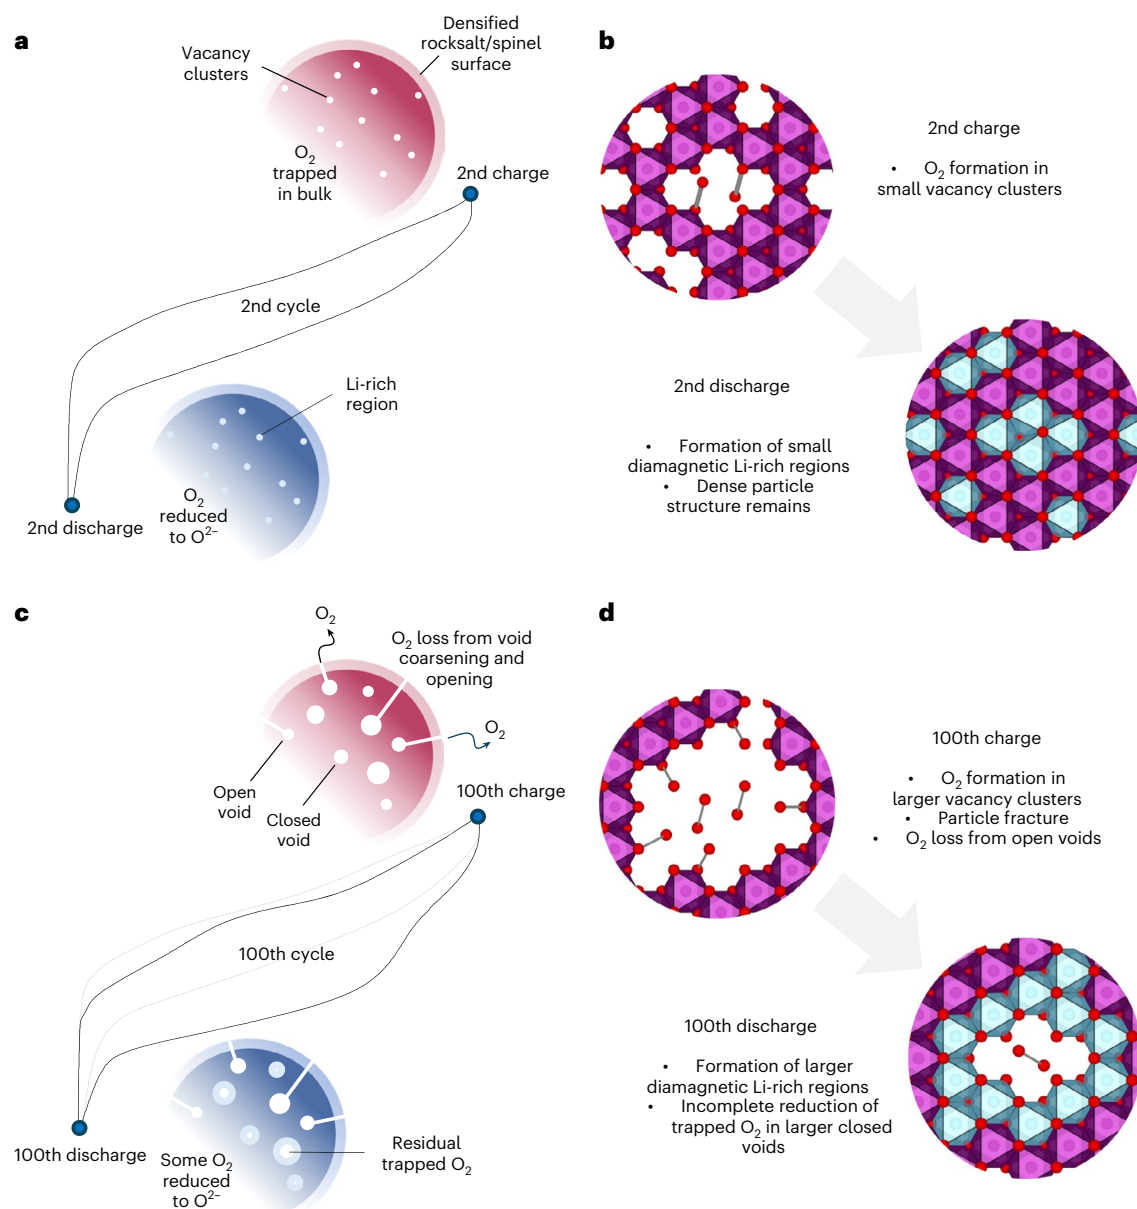 a
Vacancy
clusters
Densified
rocksalt/spinel
surface
O₂
trapped
in bulk
2nd charge
2nd cycle
Li-rich
region
O₂
reduced
to O²⁻
2nd discharge
b
2nd charge
• O₂ formation in
small vacancy clusters
2nd discharge
• Formation of small
diamagnetic Li-rich regions
• Dense particle
structure remains
c
O₂
O₂ loss from void
coarsening and
opening
O₂
Open
void
Closed
void
100th charge
100th cycle
100th discharge
Some O₂
reduced
to O²⁻
Residual
trapped O₂
d
100th charge
• O₂ formation in
larger vacancy clusters
• Particle fracture
• O₂ loss from open voids
100th discharge
• Formation of larger
diamagnetic Li-rich regions
• Incomplete reduction of
trapped O₂ in larger closed
voids